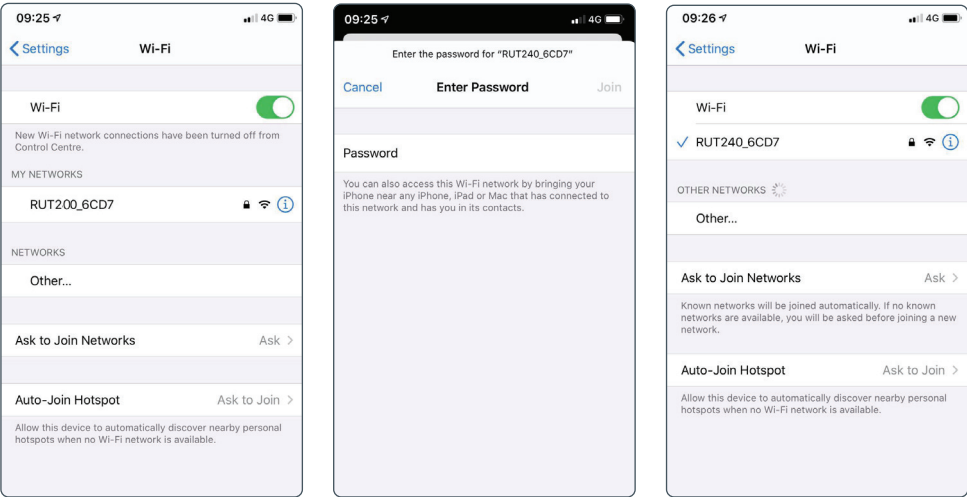 09:25
4G
Settings
Wi-Fi
Wi-Fi
New Wi-Fi network connections have been turned off from
Control Centre.
MY NETWORKS
RUT200_6CD7
NETWORKS
Other...
Ask to Join Networks
Ask
Auto-Join Hotspot
Ask to Join
Allow this device to automatically discover nearby personal
hotspots when no Wi-Fi network is available.
09:25
4G
Enter the password for “RUT240_6CD7”
Cancel
Enter Password
Join
Password
You can also access this Wi-Fi network by bringing your
iPhone near any iPhone, iPad or Mac that has connected to
this network and has you in its contacts.
09:26
4G
Settings
Wi-Fi
Wi-Fi
RUT240_6CD7
OTHER NETWORKS
Other...
Ask to Join Networks
Ask
Known networks will be joined automatically. If no known
networks are available, you will be asked before joining a new
network.
Auto-Join Hotspot
Ask to Join
Allow this device to automatically discover nearby personal
hotspots when no Wi-Fi network is available.